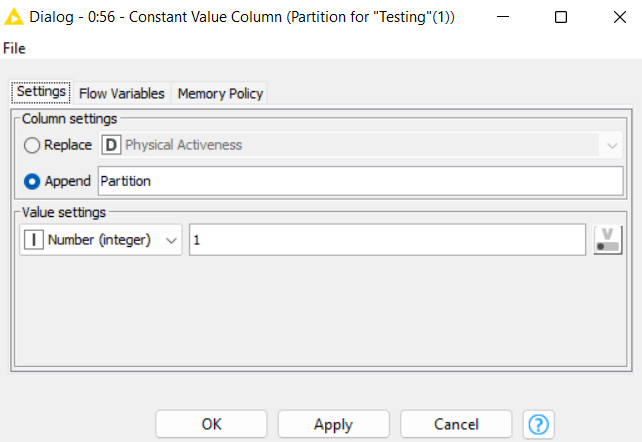 Dialog - 0:56 - Constant Value Column (Partition for "Testing"(1))
File
Settings Flow Variables Memory Policy
Column settings
Replace D Physical Activeness
Append Partition
Value settings
I Number (integer) 1 V
OK Apply Cancel ?